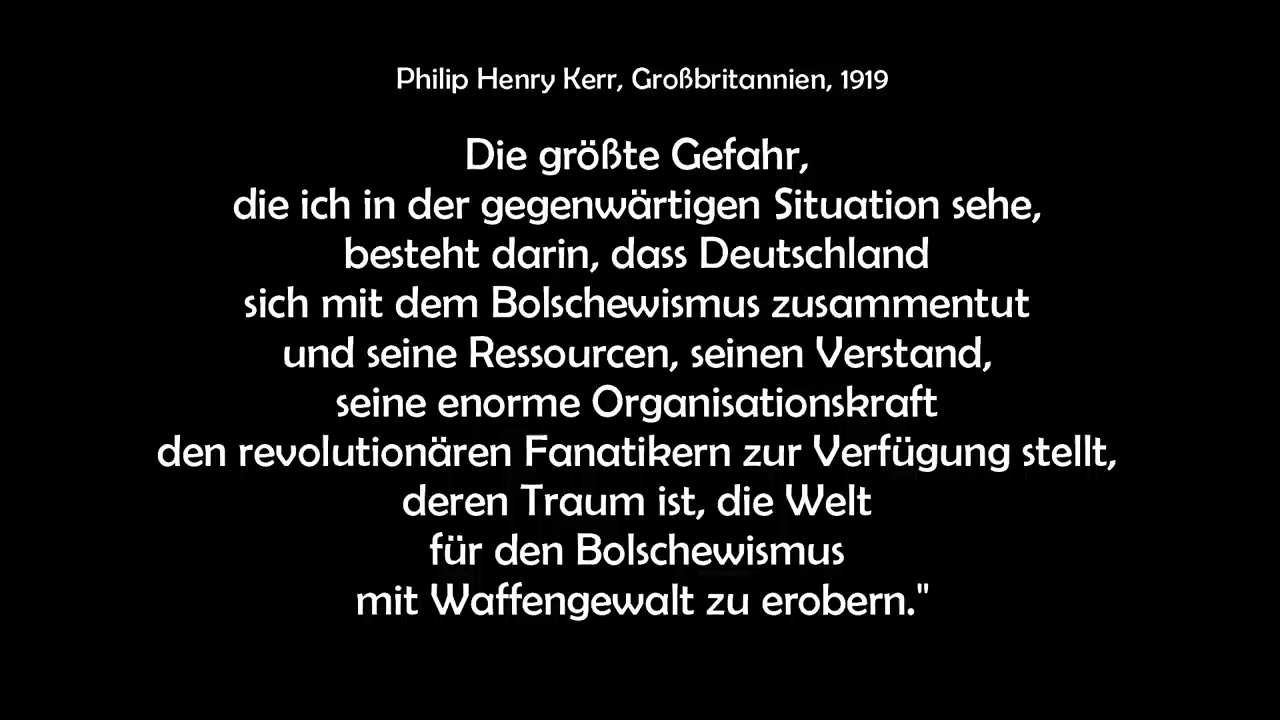 Philip Henry Kerr, Großbritannien, 1919
Die größte Gefahr,
die ich in der gegenwärtigen Situation sehe,
besteht darin, dass Deutschland
sich mit dem Bolschewismus zusammentut
und seine Ressourcen, seinen Verstand,
seine enorme Organisationskraft
den revolutionären Fanatikern zur Verfügung stellt,
deren Traum ist, die Welt
für den Bolschewismus
mit Waffengewalt zu erobern."